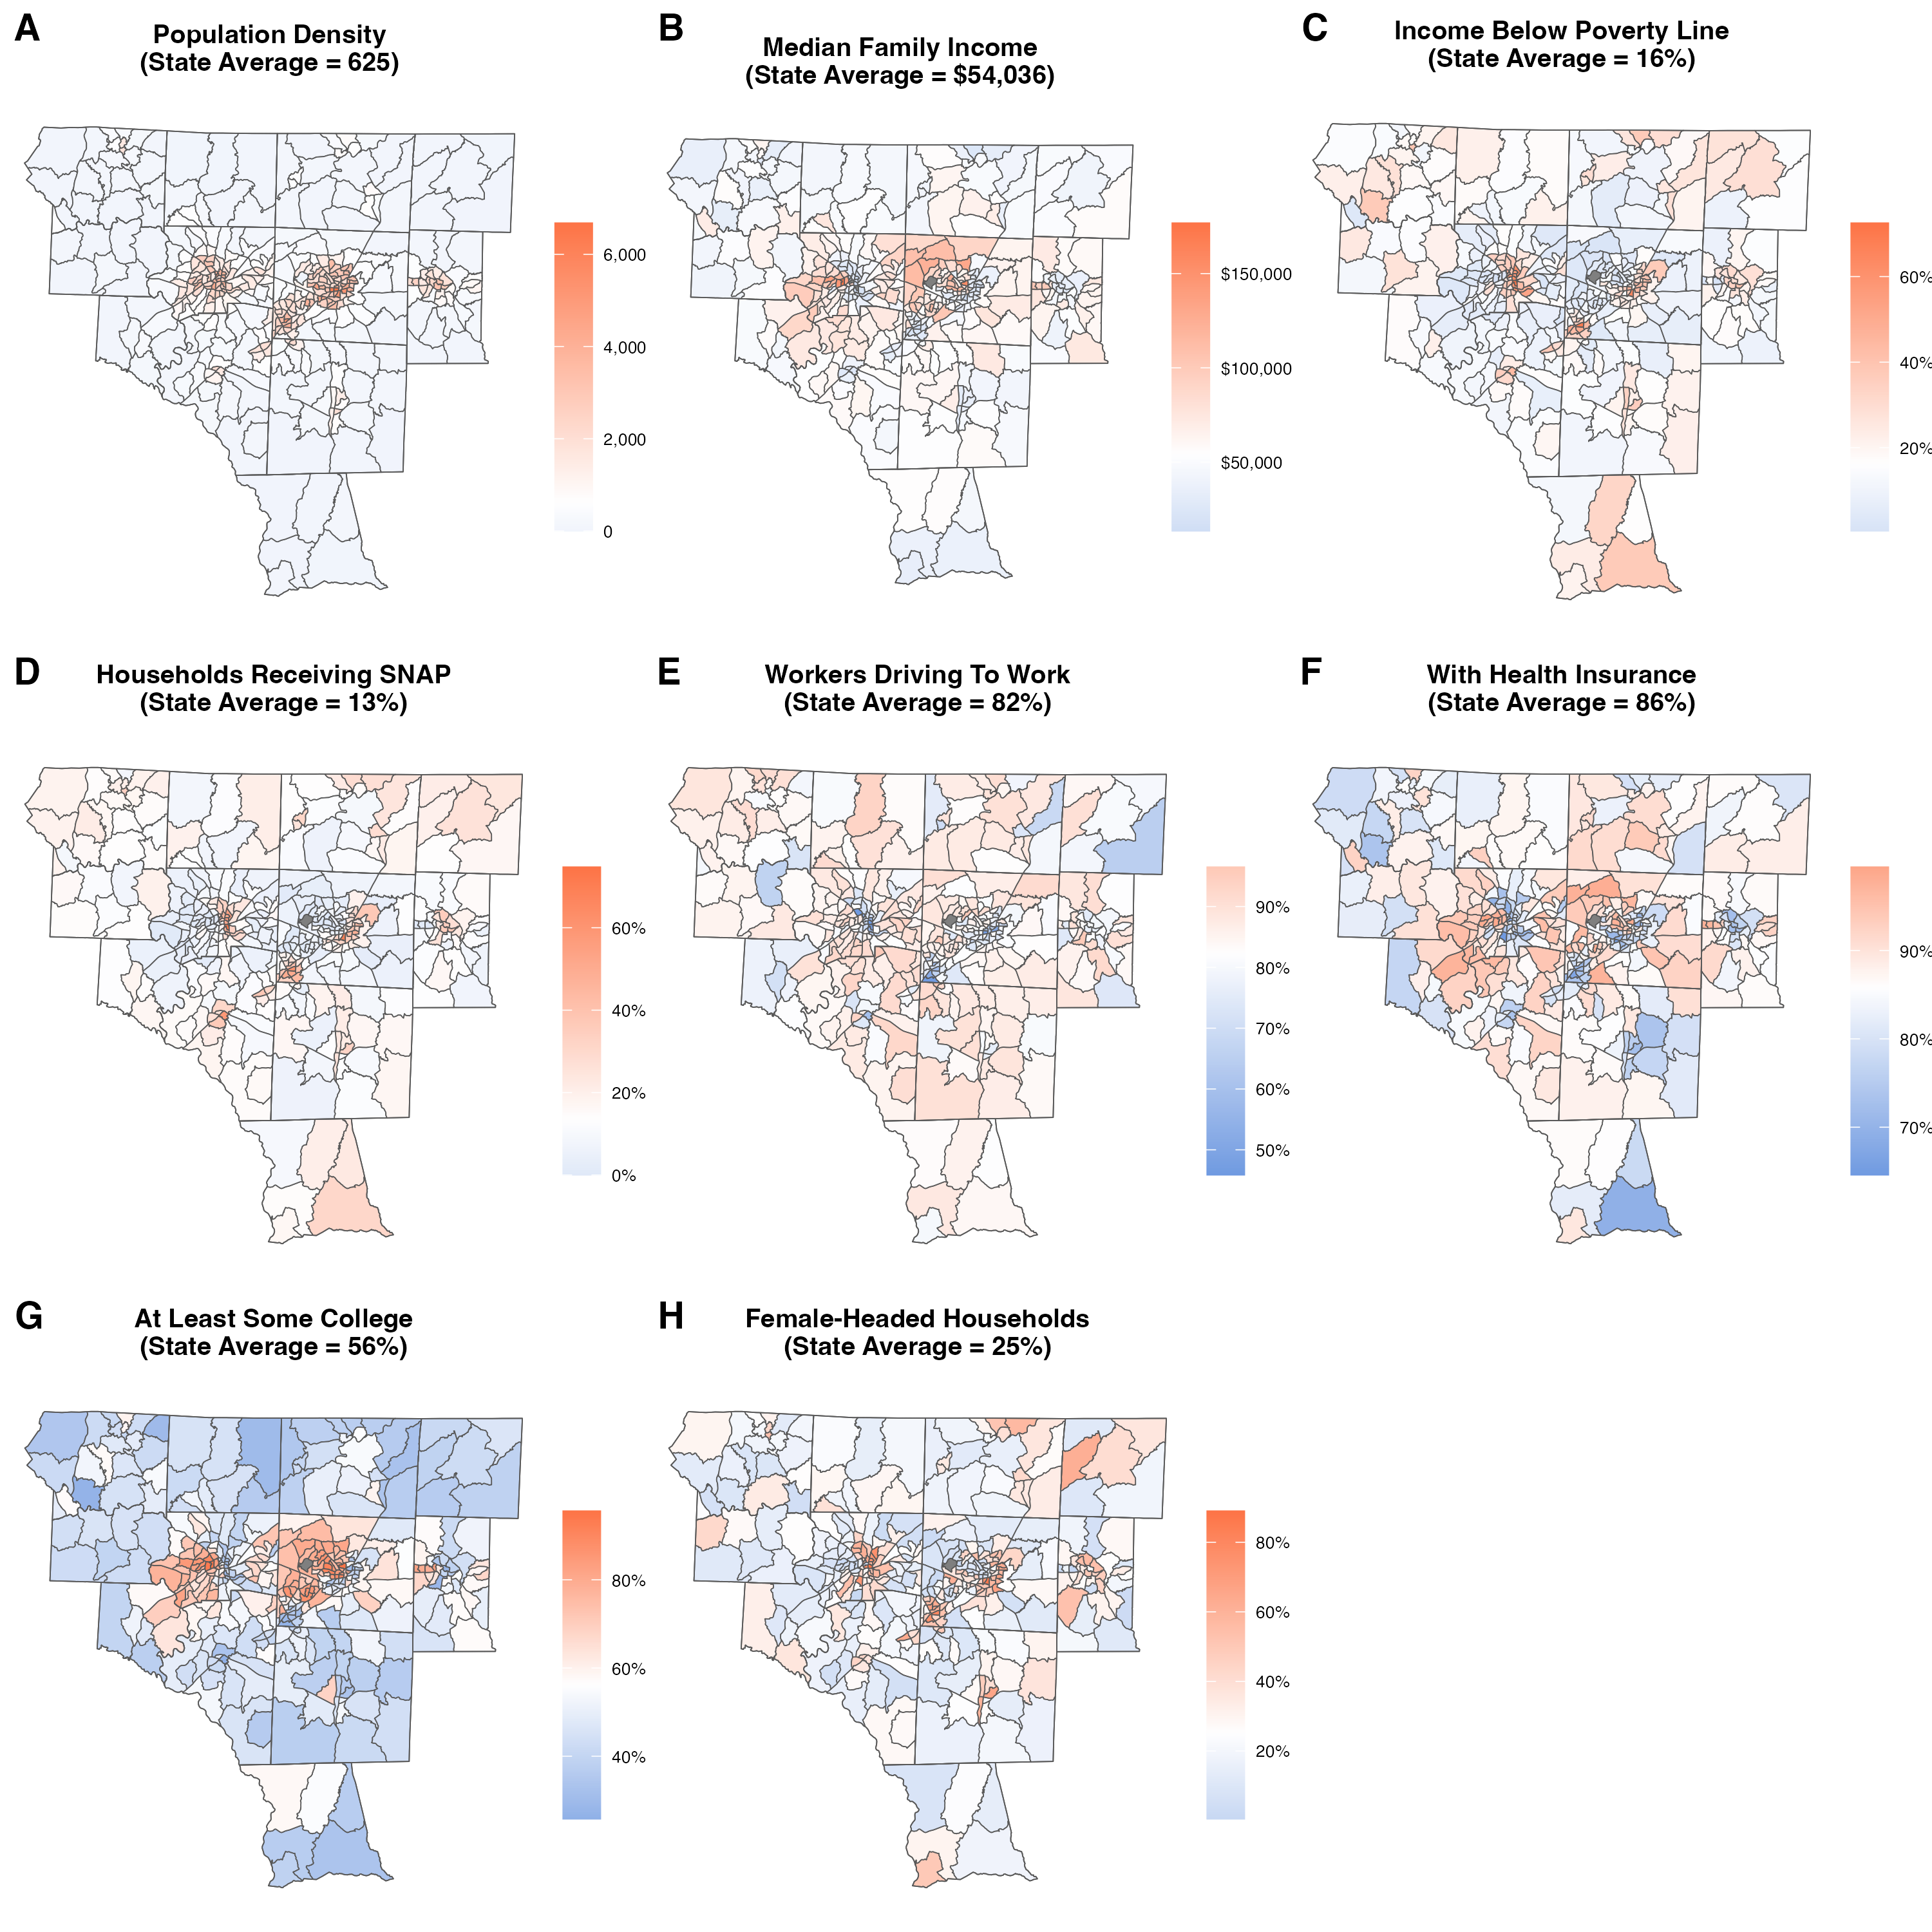 A
Population Density
(State Average = 625)
6,000
4,000
2,000
0
B
Median Family Income
(State Average = $54,036)
$150,000
$100,000
$50,000
C
Income Below Poverty Line
(State Average = 16%)
60%
40%
20%
D
Households Receiving SNAP
(State Average = 13%)
60%
40%
20%
0%
E
Workers Driving To Work
(State Average = 82%)
90%
80%
70%
60%
50%
F
With Health Insurance
(State Average = 86%)
90%
80%
70%
G
At Least Some College
(State Average = 56%)
80%
60%
40%
H
Female-Headed Households
(State Average = 25%)
80%
60%
40%
20%